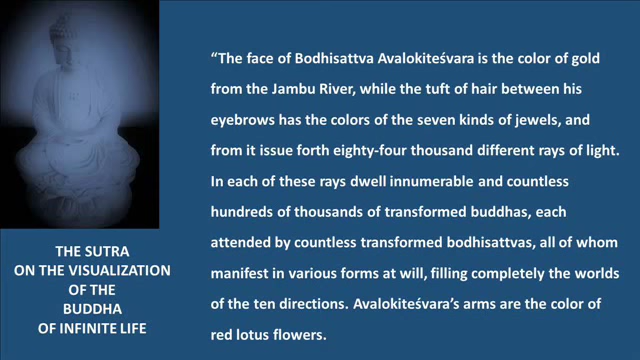 “The face of Bodhisattva Avalokiteśvara is the color of gold
from the Jambu River, while the tuft of hair between his
eyebrows has the colors of the seven kinds of jewels, and
from it issue forth eighty-four thousand different rays of light.
In each of these rays dwell innumerable and countless
hundreds of thousands of transformed buddhas, each
attended by countless transformed bodhisattvas, all of whom
manifest in various forms at will, filling completely the worlds
of the ten directions. Avalokiteśvara’s arms are the color of
red lotus flowers.
THE SUTRA
ON THE VISUALIZATION
OF THE
BUDDHA
OF INFINITE LIFE